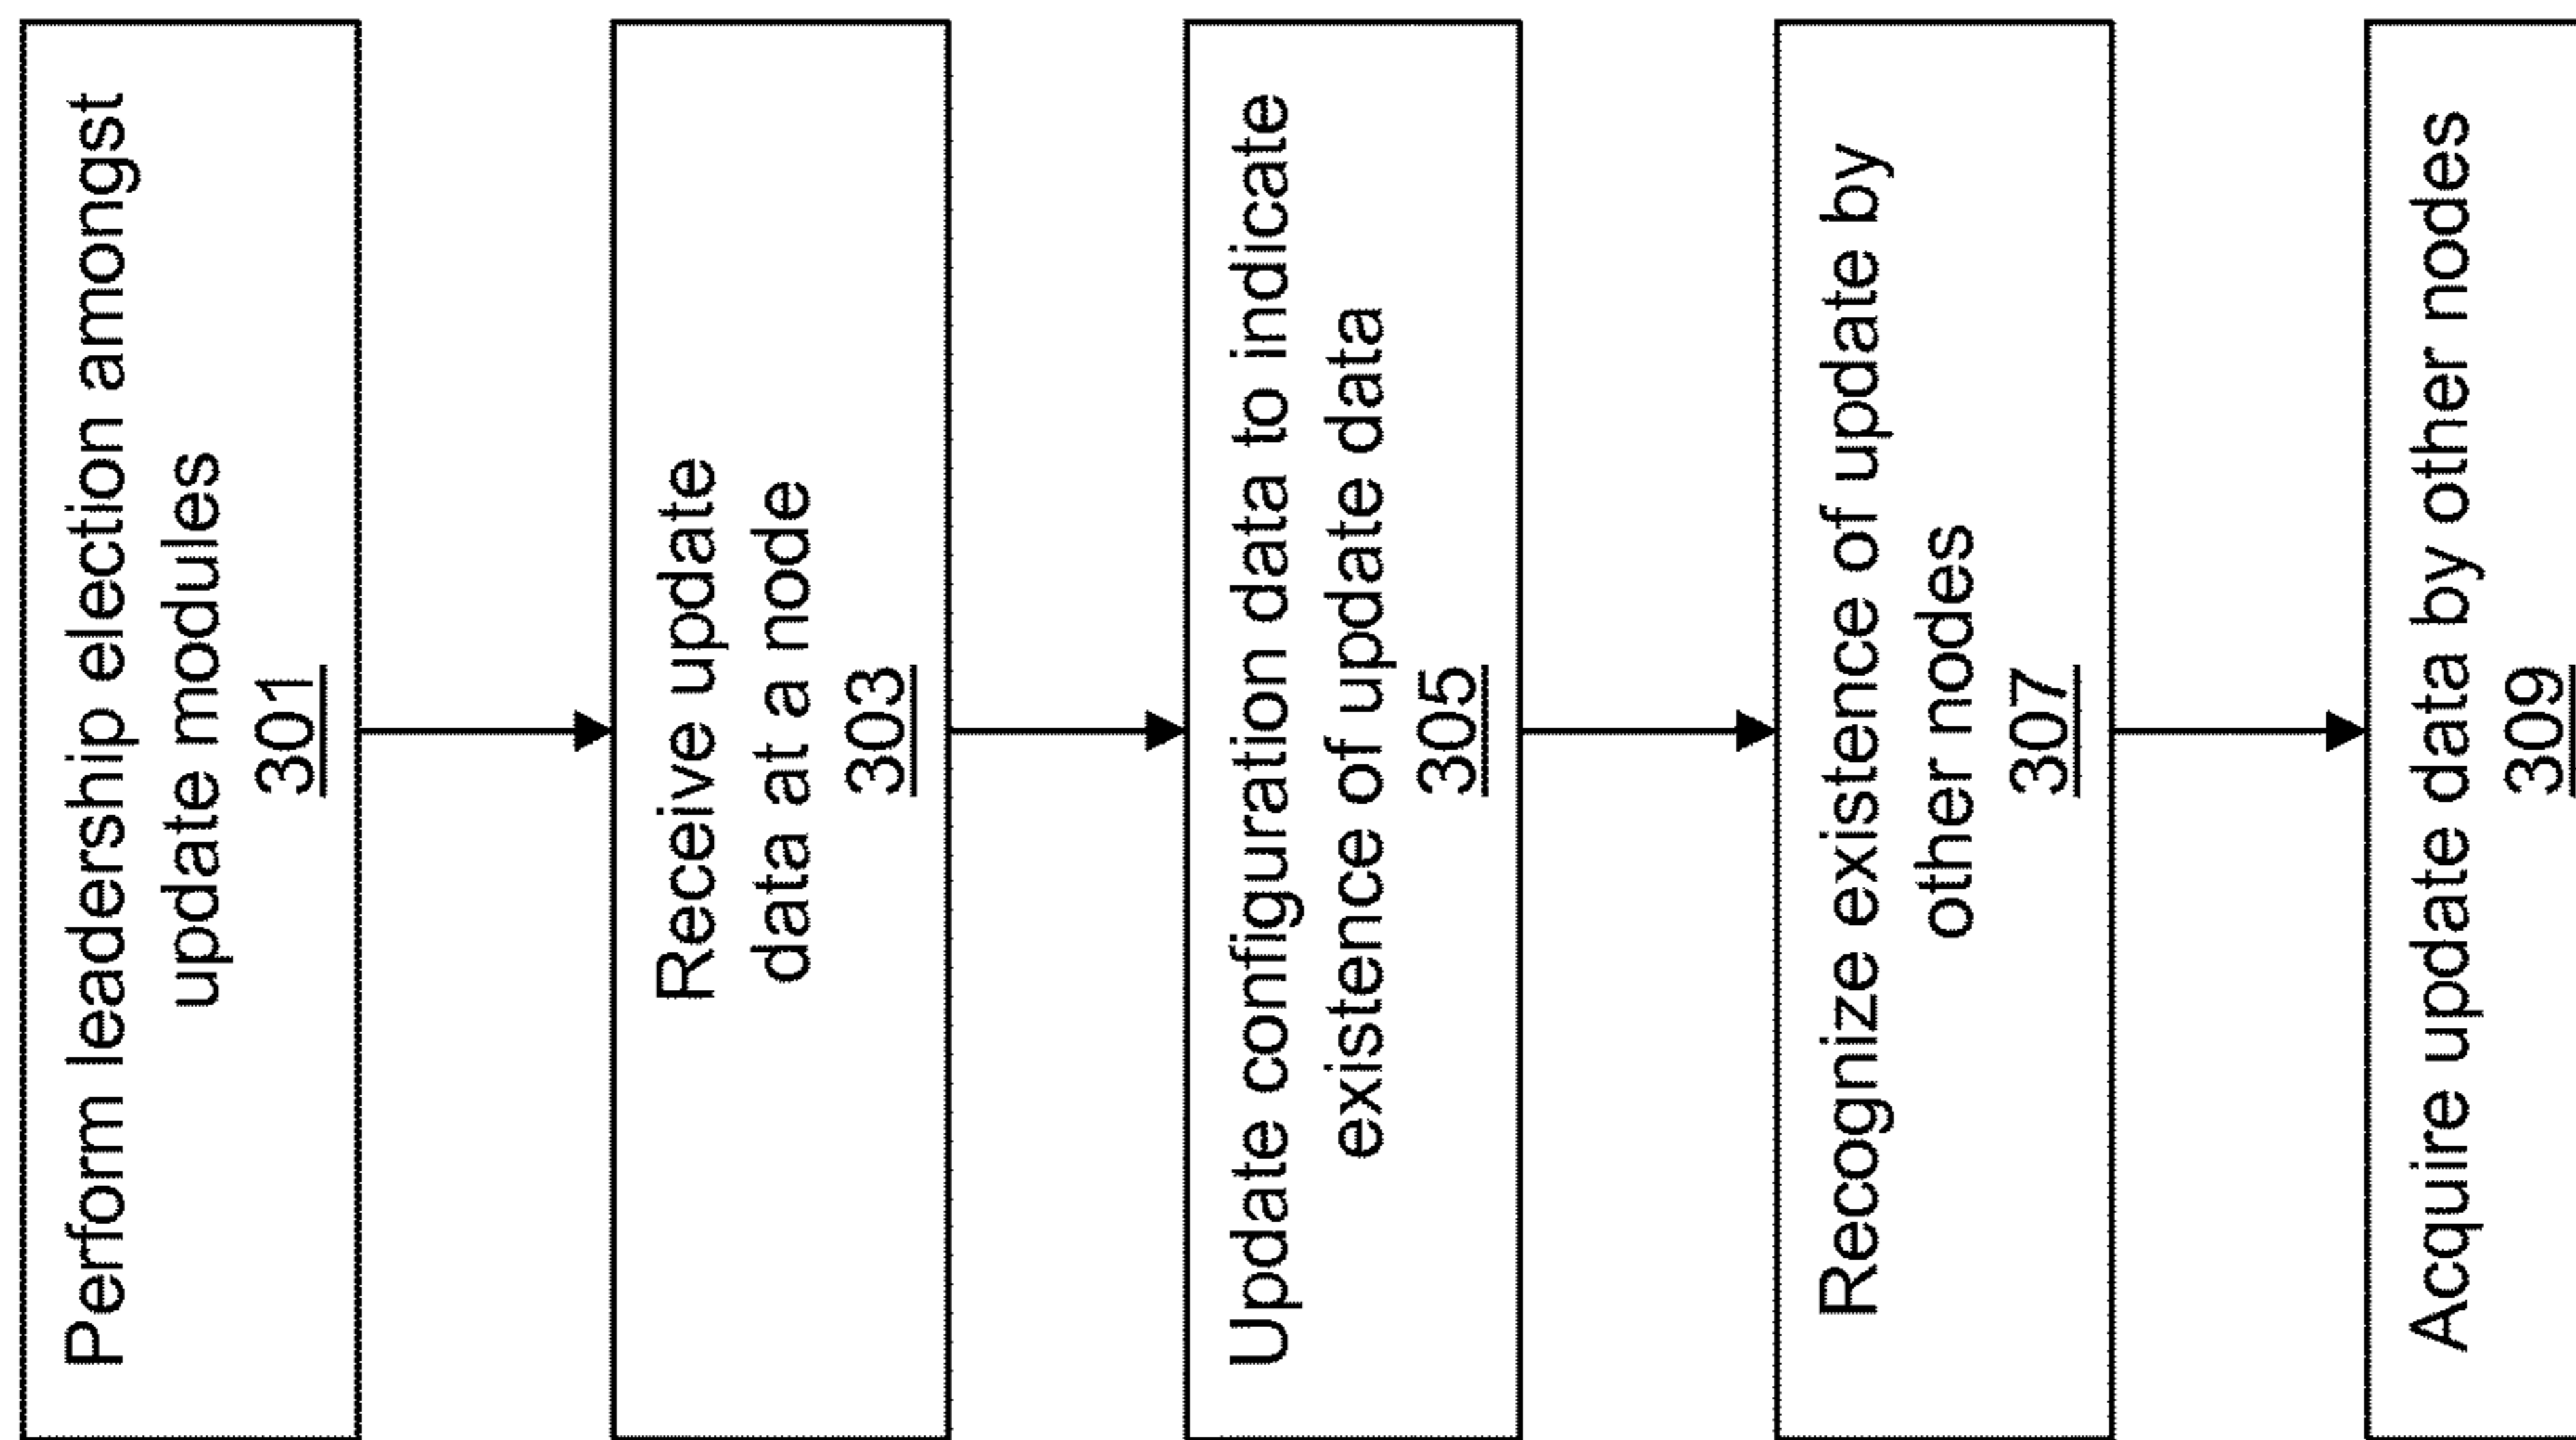 Perform leadership election amongst
update modules
301
Receive update
data at a node
303
Update configuration data to indicate
existence of update data
305
Recognize existence of update by
other nodes
307
Acquire update data by other nodes
309